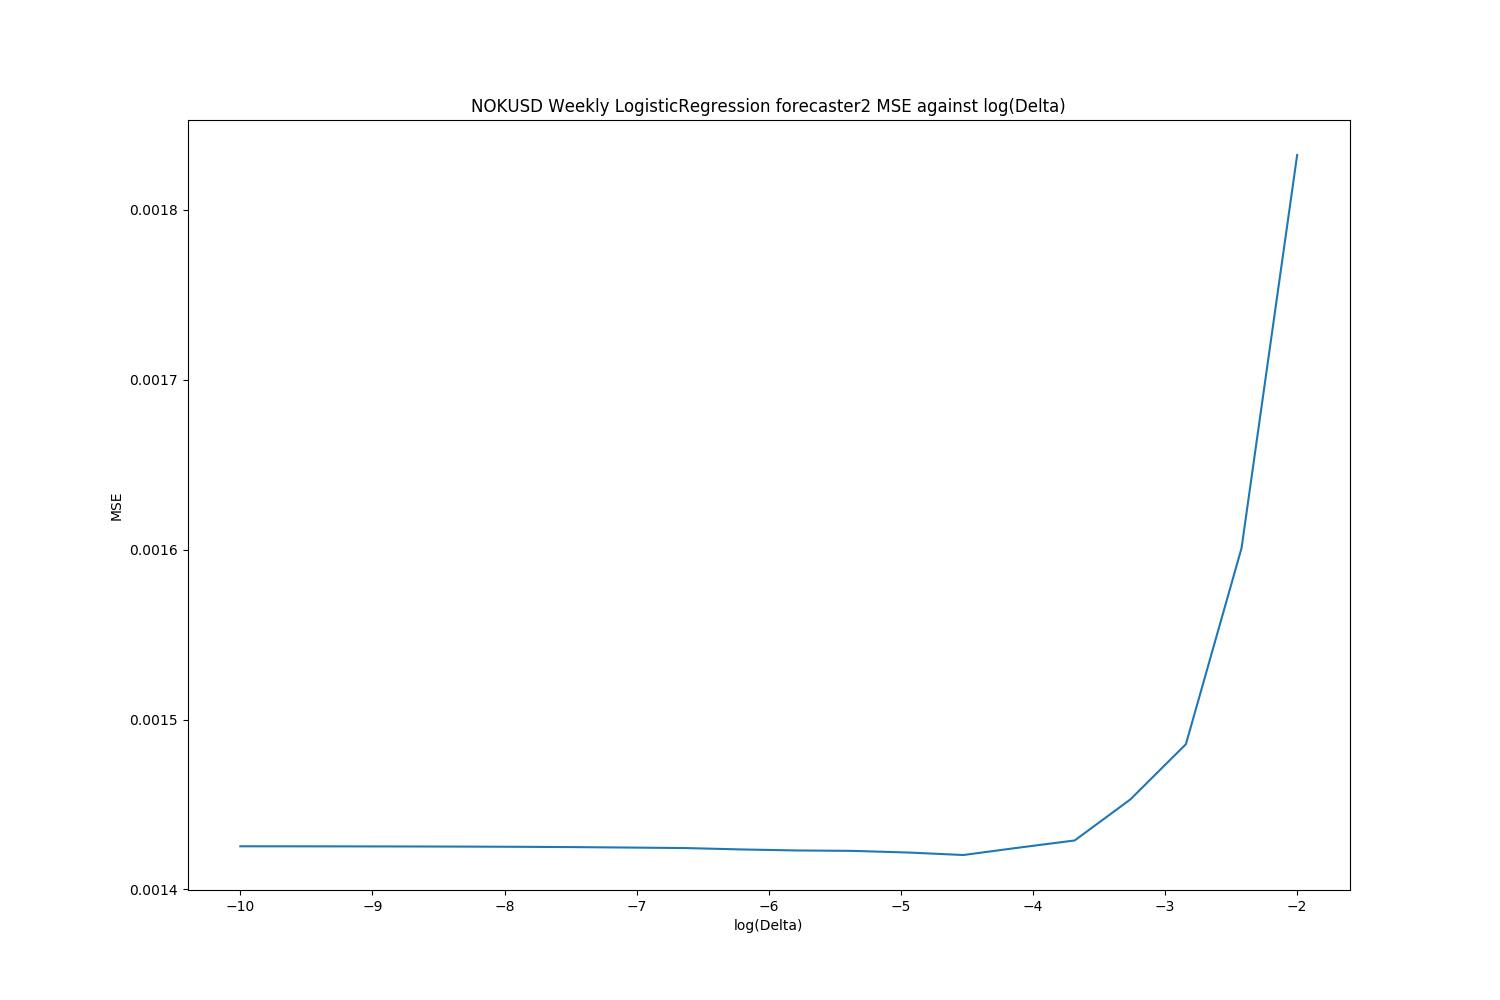 NOKUSD Weekly LogisticRegression forecaster2 MSE against log(Delta)
0.0018
0.0017
0.0016
0.0015
0.0014
MSE
−10 −9 −8 −7 −6 −5 −4 −3 −2
log(Delta)